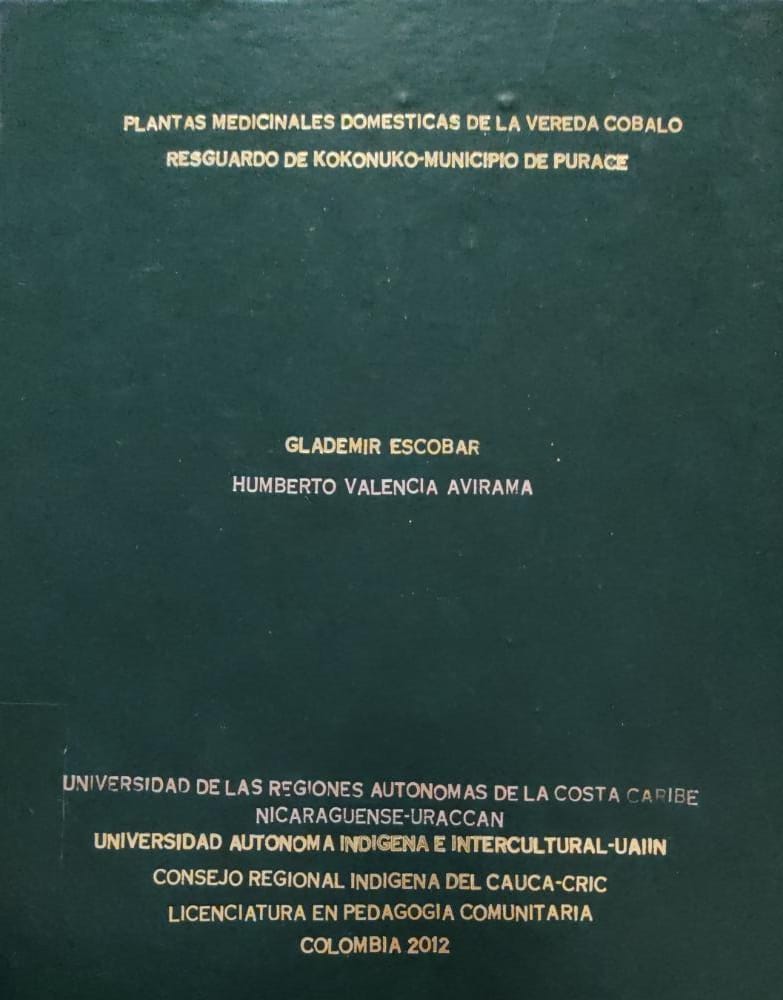 PLANTAS MEDICINALES DOMESTICAS DE LA VEREDA COBALO
RESGUARDO DE KOKONUKO-MUNICIPIO DE PURACE
GLADEMIR ESCOBAR
HUMBERTO VALENCIA AVIRAMA
UNIVERSIDAD DE LAS REGIONES AUTONOMAS DE LA COSTA CARIBE
NICARAGUENSE-URACCAN
UNIVERSIDAD AUTONOMA INDIGENA E INTERCULTURAL-UAIIN
CONSEJO REGIONAL INDIGENA DEL CAUCA-CRIC
LICENCIATURA EN PEDAGOGIA COMUNITARIA
COLOMBIA 2012